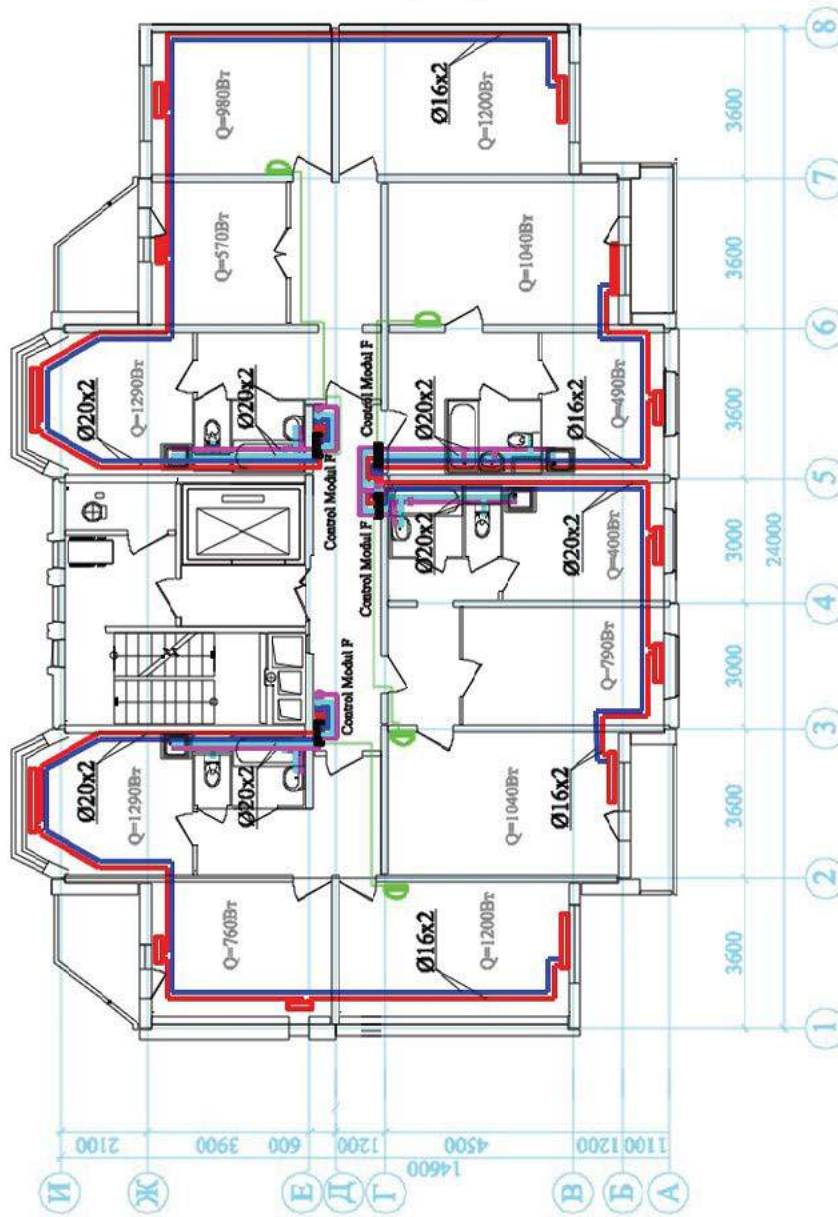 И
2100
Ø20x2
Ø20x2
Q=1290Вт
Q=1290Вт
Ж
3900
Q=760Вт
Q=570Вт
Q=980Вт
Ø20x2
Ø20x2
Е
600
Control Modul F
Control Modul F
Д
1200
Control Modul F
Control Modul F
Г
14600
Ø16x2
Ø20x2
Ø20x2
Ø16x2
4500
Q=1200Вт
Q=1040Вт
Q=1040Вт
Q=1200Вт
Ø16x2
Ø20x2
Ø16x2
В
1200
Q=790Вт
Q=400Вт
Q=490Вт
Б
1100
А
3600
3600
3000
3000
3600
3600
3600
24000
1
2
3
4
5
6
7
8